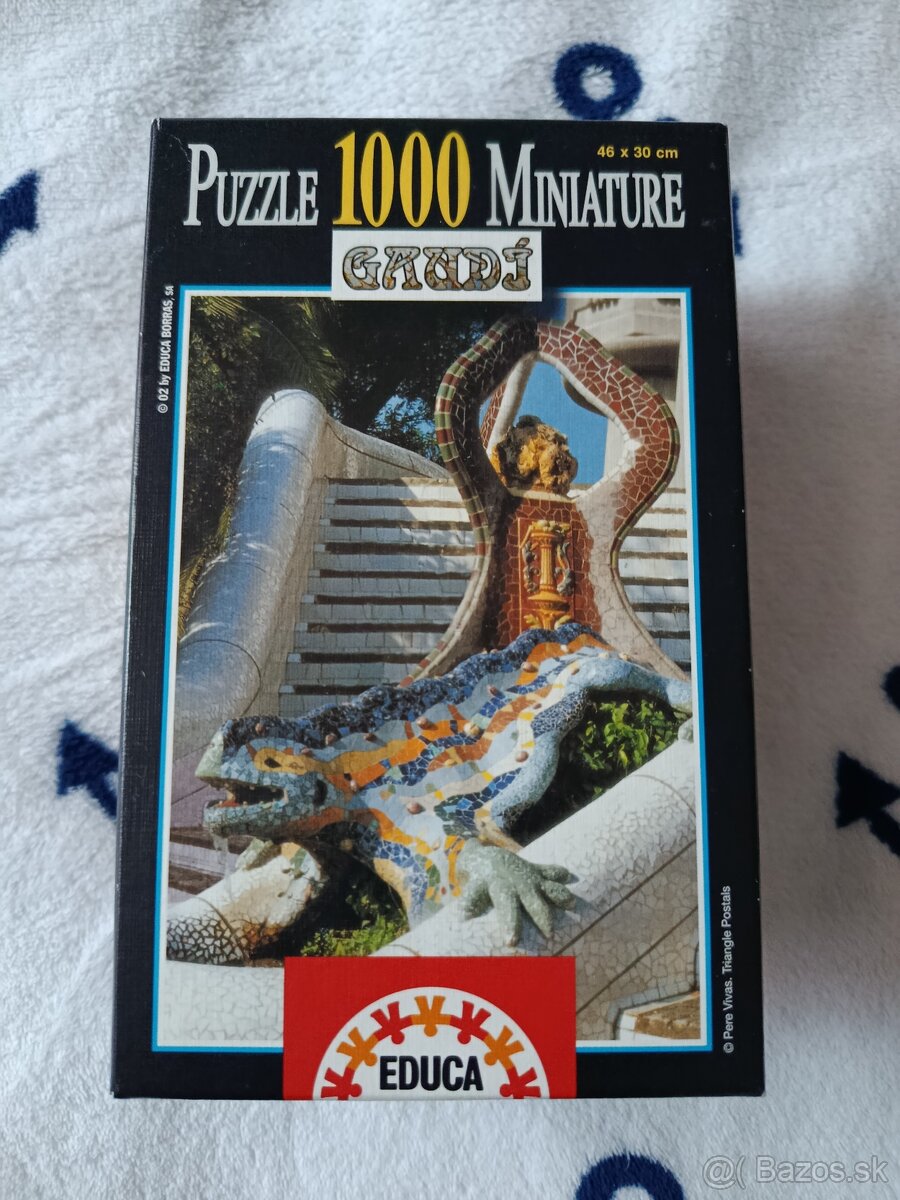 46 x 30 cm
PUZZLE 1000 MINIATURE
GAUDÍ
© 02 by EDUCA BORRAS, SA
© Pere Vivas. Triangle Postals
EDUCA
@( Bazos.sk